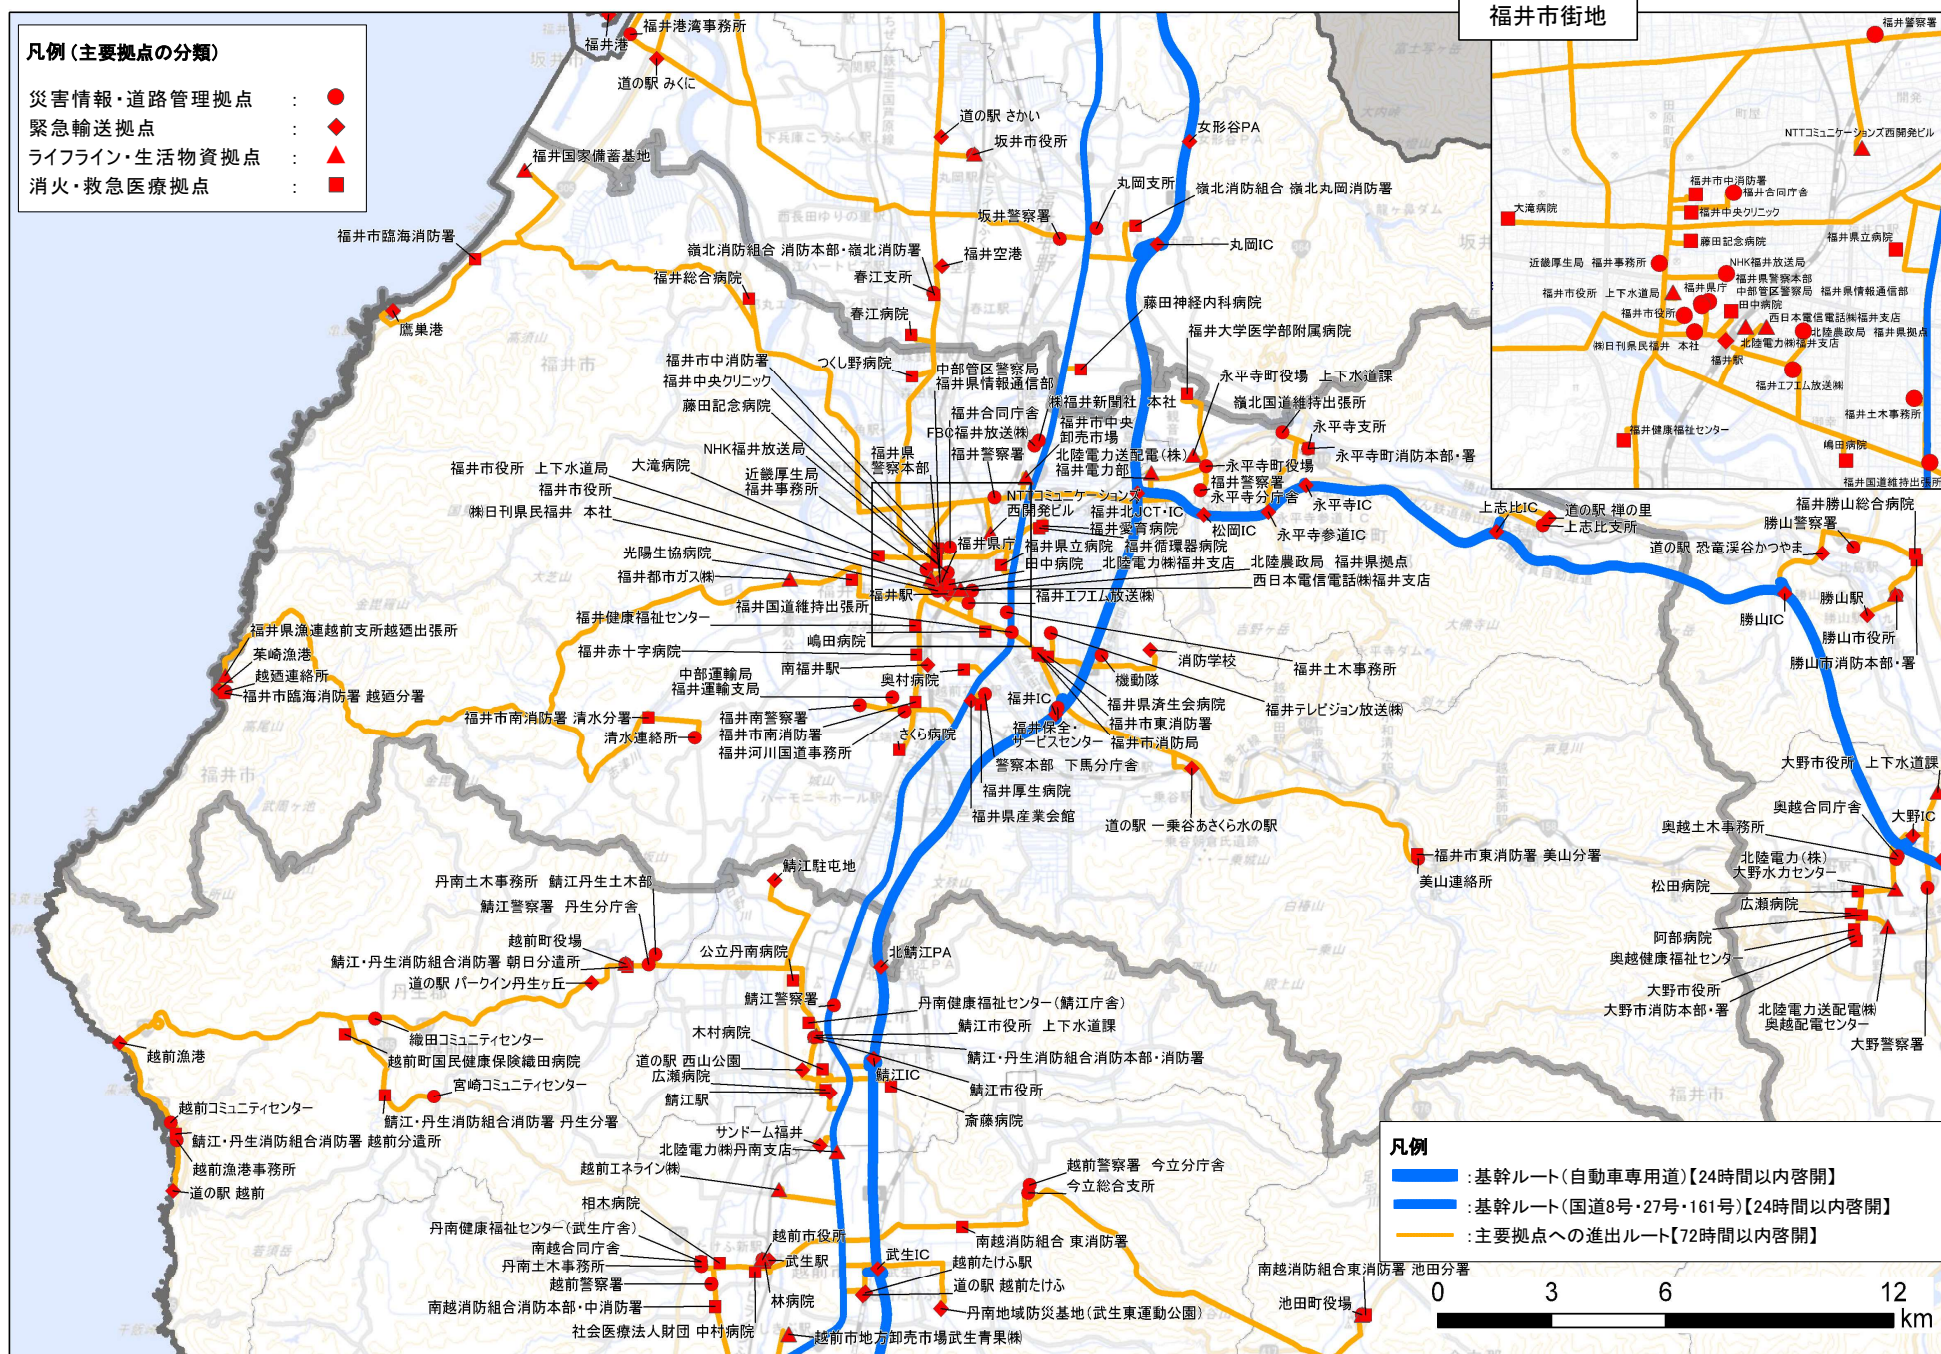 凡例(主要拠点の分類)
災害情報・道路管理拠点 : 
緊急輸送拠点 : 
ライフライン・生活物資拠点 : 
消火・救急医療拠点 : 
福井港
福井港湾事務所
道の駅 みくに
道の駅 さかい
坂井市役所
女形谷PA
福井国家備蓄基地
丸岡支所
嶺北消防組合 嶺北丸岡消防署
坂井警察署
丸岡IC
福井市臨海消防署
嶺北消防組合 消防本部・嶺北消防署
春江支所
福井空港
福井総合病院
春江病院
藤田神経内科病院
福井大学医学部附属病院
鷹巣港
つくし野病院
福井市中消防署
福井中央クリニック
藤田記念病院
中部管区警察局
福井県情報通信部
㈱福井新聞社 本社
永平寺町役場 上下水道課
嶺北国道維持出張所
永平寺支所
永平寺町消防本部・署
福井合同庁舎
FBC福井放送㈱
福井市中央
卸売市場
NHK福井放送局
近畿厚生局
福井事務所
福井県
警察本部
福井警察署
北陸電力送配電(株)
福井電力部
永平寺町役場
福井警察署
永平寺分庁舎
永平寺IC
大滝病院
福井市役所 上下水道局
福井市役所
㈱日刊県民福井 本社
NTTコミュニケーションズ
西開発ビル
福井北JCT・IC
福井愛育病院
松岡IC
永平寺参道IC
上志比IC
道の駅 禅の里
上志比支所
福井勝山総合病院
勝山警察署
道の駅 恐竜渓谷かつやま
光陽生協病院
福井都市ガス㈱
福井県庁
福井県立病院
福井循環器病院
田中病院
北陸電力㈱福井支店
北陸農政局 福井県拠点
西日本電信電話㈱福井支店
福井駅
福井エフエム放送㈱
福井国道維持出張所
福井健康福祉センター
嶋田病院
勝山IC
勝山駅
勝山市役所
勝山市消防本部・署
福井県漁連越前支所越廼出張所
茱崎漁港
越廼連絡所
福井市臨海消防署 越廼分署
福井赤十字病院
南福井駅
奥村病院
中部運輸局
福井運輸支局
消防学校
機動隊
福井土木事務所
福井テレビジョン放送㈱
福井県済生会病院
福井市東消防署
福井市消防局
福井IC
福井保全・
サービスセンター
福井市南消防署 清水分署
清水連絡所
福井南警察署
福井市南消防署
福井河川国道事務所
さくら病院
警察本部 下馬分庁舎
福井厚生病院
福井県産業会館
道の駅 一乗谷あさくら水の駅
福井市東消防署 美山分署
美山連絡所
大野市役所 上下水道課
奥越合同庁舎
奥越土木事務所
大野IC
北陸電力(株)
大野水力センター
松田病院
広瀬病院
阿部病院
奥越健康福祉センター
大野市役所
大野市消防本部・署
北陸電力送配電㈱
奥越配電センター
大野警察署
鯖江駐屯地
丹南土木事務所 鯖江丹生土木部
鯖江警察署 丹生分庁舎
越前町役場
鯖江・丹生消防組合消防署 朝日分遣所
道の駅 パークイン丹生ヶ丘
公立丹南病院
北鯖江PA
鯖江警察署
丹南健康福祉センター(鯖江庁舎)
鯖江市役所 上下水道課
鯖江・丹生消防組合消防本部・消防署
木村病院
道の駅 西山公園
広瀬病院
鯖江駅
鯖江IC
鯖江市役所
斎藤病院
越前漁港
織田コミュニティセンター
越前町国民健康保険織田病院
宮崎コミュニティセンター
鯖江・丹生消防組合消防署 丹生分署
越前コミュニティセンター
鯖江・丹生消防組合消防署 越前分遣所
越前漁港事務所
道の駅 越前
サンドーム福井
北陸電力㈱丹南支店
越前エネライン㈱
相木病院
丹南健康福祉センター(武生庁舎)
南越合同庁舎
丹南土木事務所
越前警察署
南越消防組合消防本部・中消防署
社会医療法人財団 中村病院
越前市役所
武生駅
林病院
越前市地方卸売市場武生青果㈱
越前警察署 今立分庁舎
今立総合支所
南越消防組合 東消防署
武生IC
越前たけふ駅
道の駅 越前たけふ
丹南地域防災基地(武生東運動公園)
南越消防組合東消防署 池田分署
池田町役場
福井市街地
福井警察署
NTTコミュニケーションズ西開発ビル
福井市中消防署
福井合同庁舎
大滝病院
福井中央クリニック
藤田記念病院
福井県立病院
近畿厚生局 福井事務所
NHK福井放送局
福井県警察本部
福井県庁
中部管区警察局 福井県情報通信部
福井市役所 上下水道局
田中病院
福井市役所
西日本電信電話㈱福井支店
北陸農政局 福井県拠点
㈱日刊県民福井 本社
北陸電力㈱福井支店
福井駅
福井エフエム放送㈱
福井土木事務所
福井健康福祉センター
嶋田病院
福井国道維持出張所
凡例
:基幹ルート(自動車専用道)【24時間以内啓開】
:基幹ルート(国道8号・27号・161号)【24時間以内啓開】
:主要拠点への進出ルート【72時間以内啓開】
0 3 6 12
km